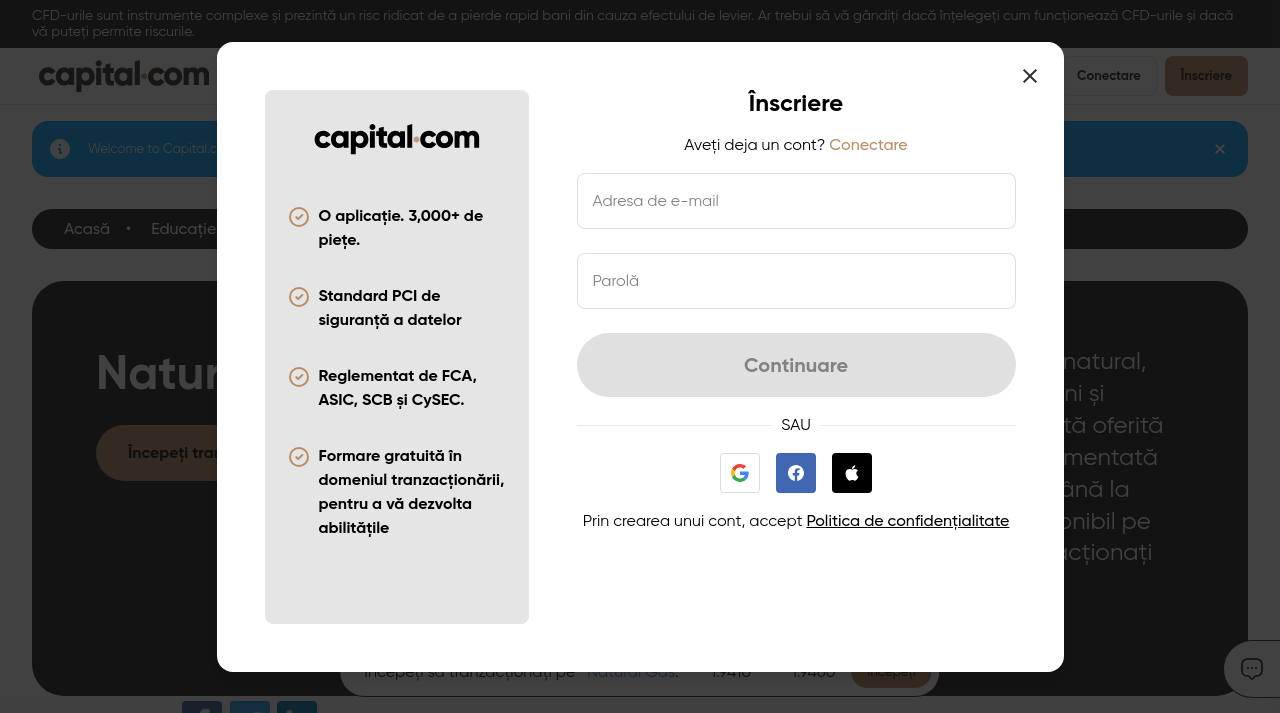 CFD-urile sunt instrumente complexe și prezintă un risc ridicat de a pierde rapid bani din cauza efectului de levier. Ar trebui să vă gândiți dacă înțelegeți cum funcționează CFD-urile și dacă
vă puteți permite riscurile.
capital.com
Conectare
Înscriere
Welcome to Capital.c
Acasă • Educație
Natur
Începeți tran
natural,
ni și
tă oferită
mentată
ână la
onibil pe
acționați
capital.com
O aplicație. 3,000+ de
piețe.
Standard PCI de
siguranță a datelor
Reglementat de FCA,
ASIC, SCB și CySEC.
Formare gratuită în
domeniul tranzacționării,
pentru a vă dezvolta
abilitățile
Înscriere
Aveți deja un cont? Conectare
Adresa de e-mail
Parolă
Continuare
SAU
Prin crearea unui cont, accept Politica de confidențialitate
Începeți să tranzacționați pe Natural Gas.
Începeți